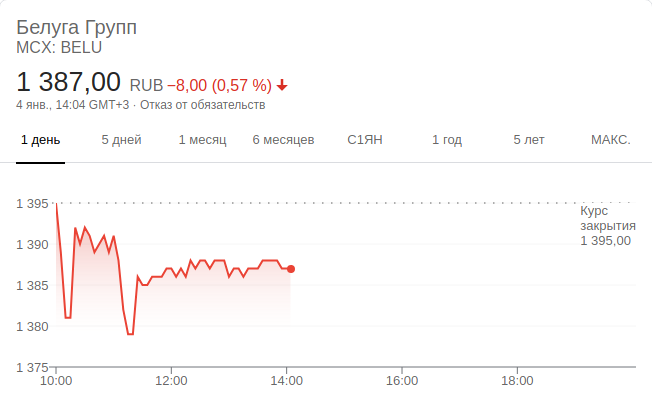 Белуга Групп
MCX: BELU
1 387,00 RUB −8,00 (0,57 %)
4 янв., 14:04 GMT+3 · Отказ от обязательств
1 день 5 дней 1 месяц 6 месяцев С1ЯН 1 год 5 лет МАКС.
1 395
1 390
1 385
1 380
1 375
Курс
закрытия
1 395,00
10:00 12:00 14:00 16:00 18:00